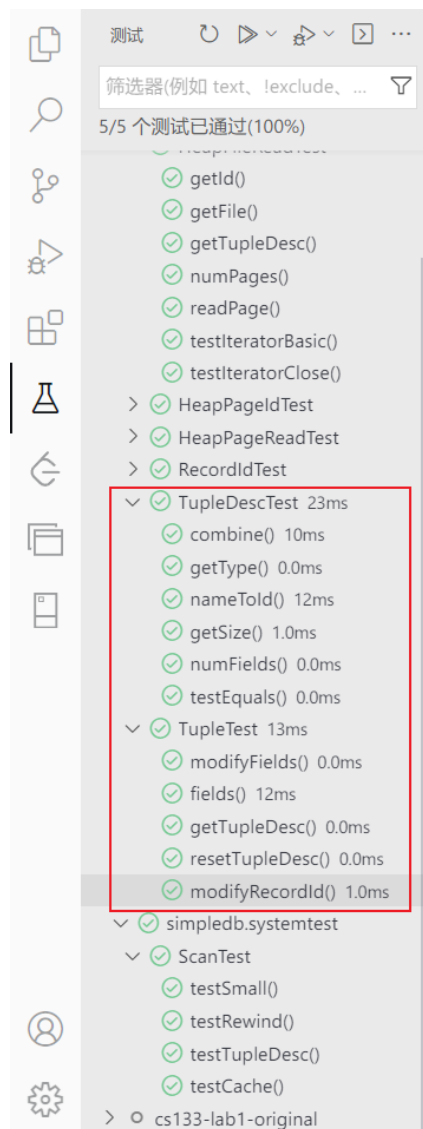 测试
筛选器(例如 text、!exclude、...
5/5 个测试已通过(100%)
HeapFileReadTest
getId()
getFile()
getTupleDesc()
numPages()
readPage()
testIteratorBasic()
testIteratorClose()
HeapPageIdTest
HeapPageReadTest
RecordIdTest
TupleDescTest 23ms
combine() 10ms
getType() 0.0ms
nameToId() 12ms
getSize() 1.0ms
numFields() 0.0ms
testEquals() 0.0ms
TupleTest 13ms
modifyFields() 0.0ms
fields() 12ms
getTupleDesc() 0.0ms
resetTupleDesc() 0.0ms
modifyRecordId() 1.0ms
simpledb.systemtest
ScanTest
testSmall()
testRewind()
testTupleDesc()
testCache()
cs133-lab1-original